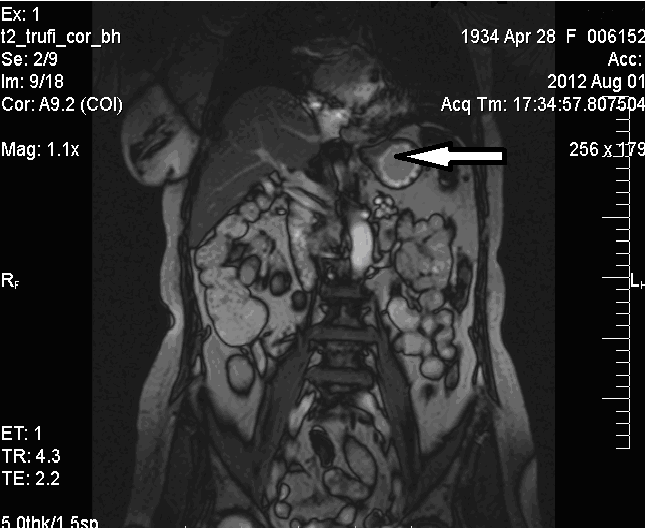 Ex: 1
t2_trufi_cor_bh
Se: 2/9
Im: 9/18
Cor: A9.2 (COI)
Mag: 1.1x
1934 Apr 28 F 006152
Acc:
2012 Aug 01
Acq Tm: 17:34:57.807504
256 x 179
RF
LH
ET: 1
TR: 4.3
TE: 2.2
5.0thk/1.5sp